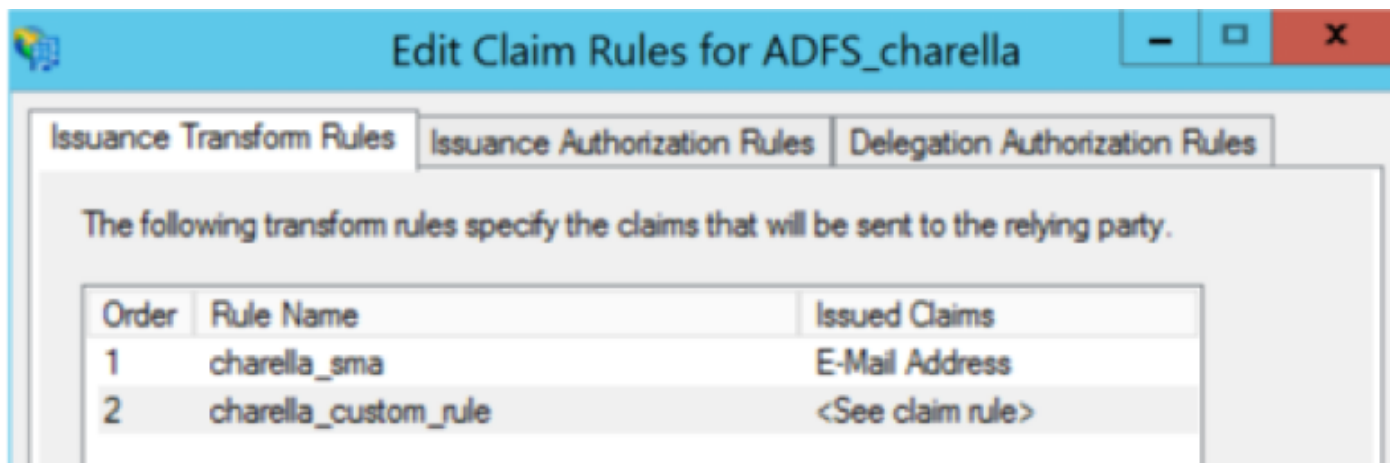 Edit Claim Rules for ADFS_charella
Issuance Transform Rules Issuance Authorization Rules Delegation Authorization Rules
The following transform rules specify the claims that will be sent to the relying party.
Order Rule Name Issued Claims
1 charella_sma E-Mail Address
2 charella_custom_rule <See claim rule>